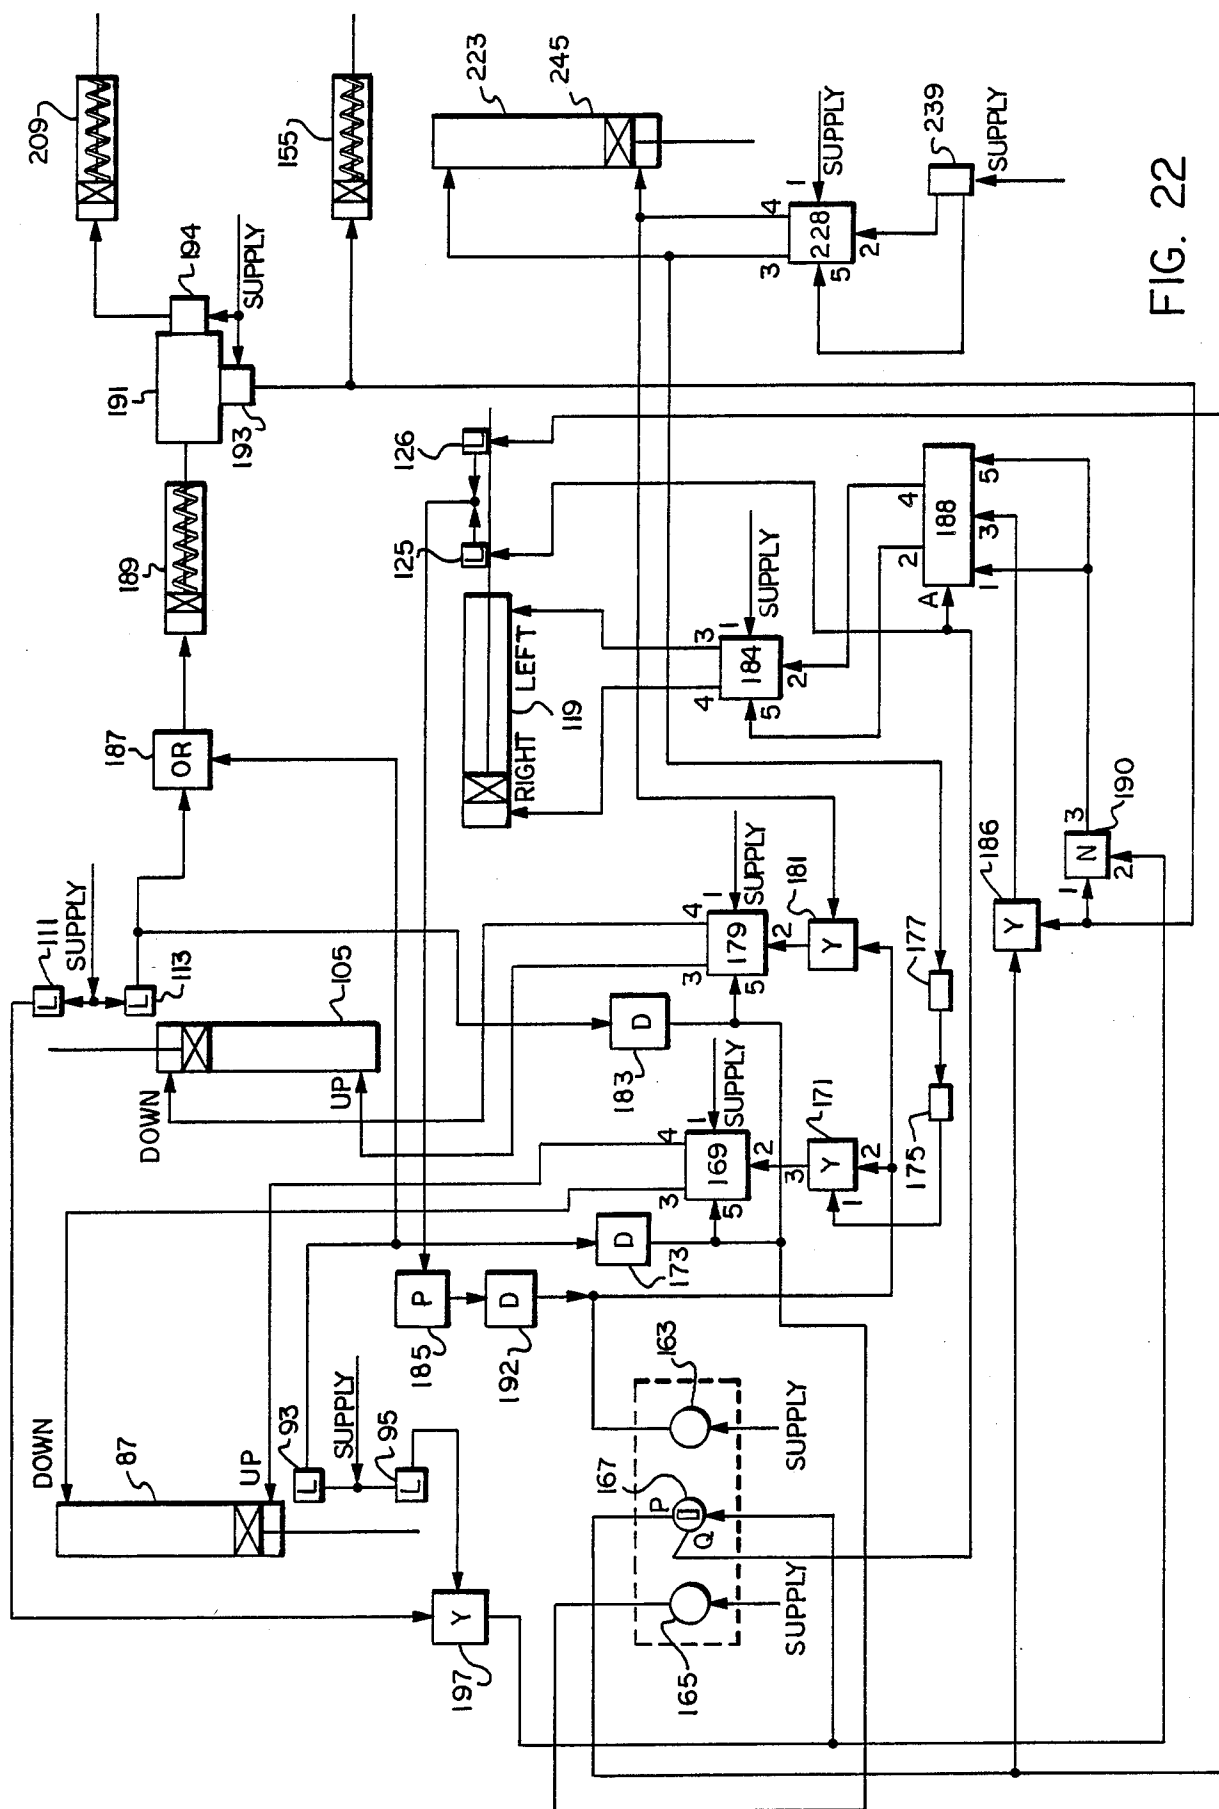 209
155
223
245
SUPPLY
1
4
3
228
5
2
239
SUPPLY
FIG. 22
194
SUPPLY
191
193
126
L
125
L
189
187
OR
RIGHT LEFT
119
3
1
SUPPLY
4
184
2
5
4
2
188
5
3
1
A
111
SUPPLY
L
L
113
105
DOWN
UP
4
1
SUPPLY
3
179
2
5
181
Y
186
Y
190
3
N
1
2
177
175
D
183
4
1
SUPPLY
3
169
2
5
171
Y
3
2
1
D
173
P
185
D
192
DOWN
87
UP
93
L
SUPPLY
L
95
163
167
P
Q
165
SUPPLY
SUPPLY
Y
197